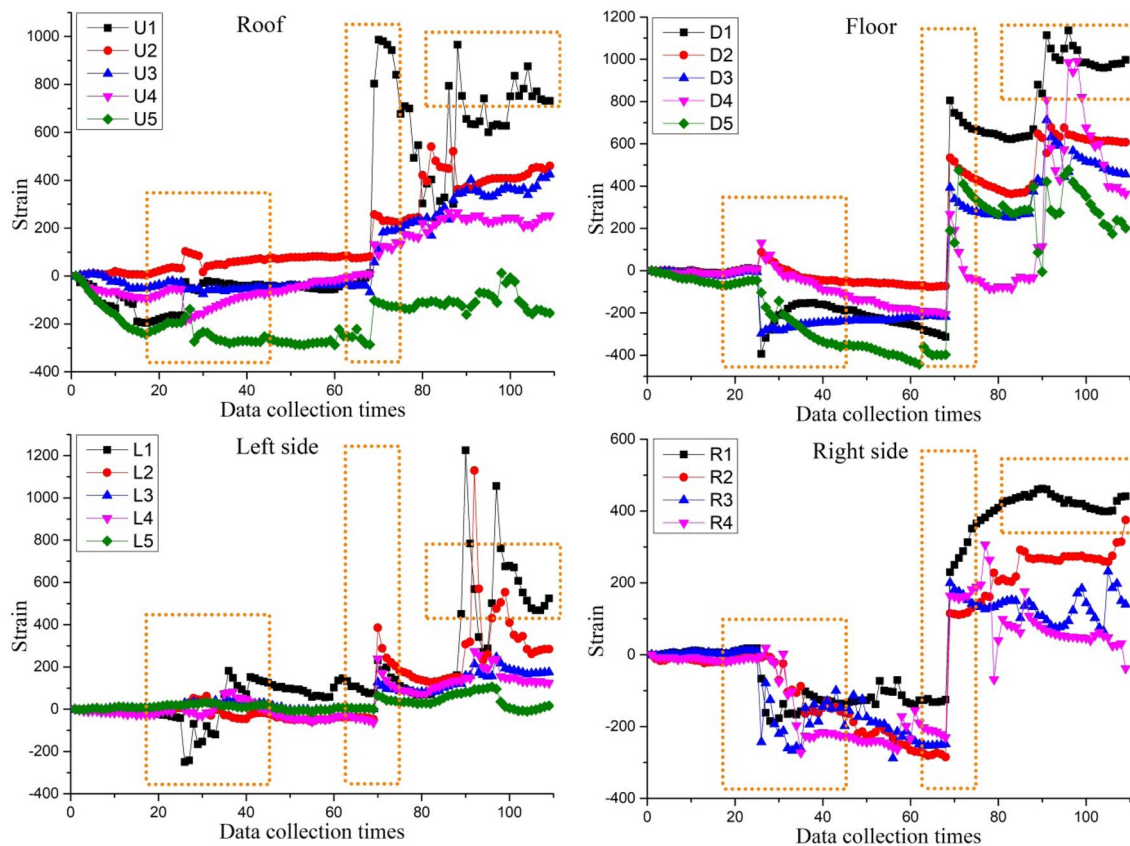 Roof
U1
U2
U3
U4
U5
1000
800
600
400
200
0
-200
-400
Strain
0 20 40 60 80 100
Data collection times
Floor
D1
D2
D3
D4
D5
1200
1000
800
600
400
200
0
-200
-400
Strain
0 20 40 60 80 100
Data collection times
Left side
L1
L2
L3
L4
L5
1200
1000
800
600
400
200
0
-200
-400
Strain
0 20 40 60 80 100
Data collection times
Right side
R1
R2
R3
R4
600
400
200
0
-200
-400
Strain
0 20 40 60 80 100
Data collection times